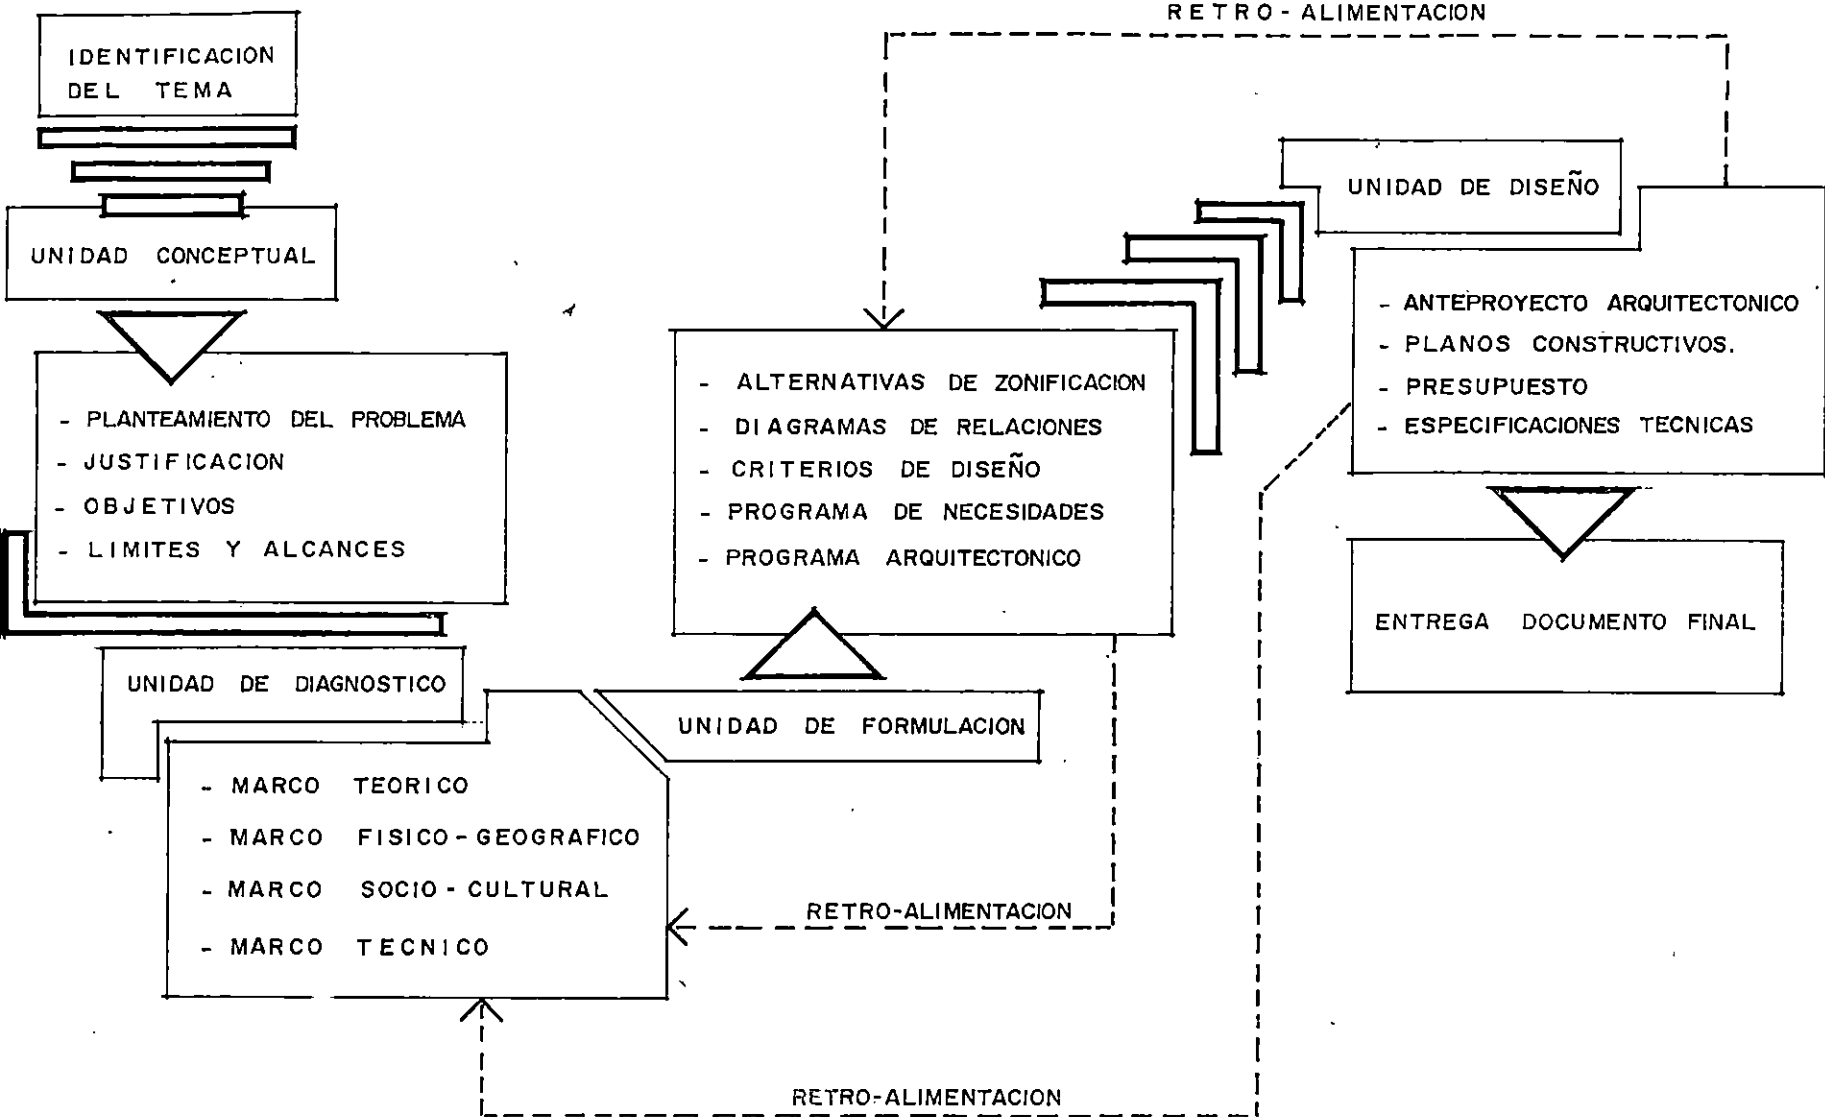 IDENTIFICACION
DEL TEMA
UNIDAD CONCEPTUAL
- PLANTEAMIENTO DEL PROBLEMA
- JUSTIFICACION
- OBJETIVOS
- LIMITES Y ALCANCES
UNIDAD DE DIAGNOSTICO
- MARCO TEORICO
- MARCO FISICO-GEOGRAFICO
- MARCO SOCIO-CULTURAL
- MARCO TECNICO
UNIDAD DE FORMULACION
- ALTERNATIVAS DE ZONIFICACION
- DIAGRAMAS DE RELACIONES
- CRITERIOS DE DISEÑO
- PROGRAMA DE NECESIDADES
- PROGRAMA ARQUITECTONICO
RETRO-ALIMENTACION
UNIDAD DE DISEÑO
- ANTEPROYECTO ARQUITECTONICO
- PLANOS CONSTRUCTIVOS.
- PRESUPUESTO
- ESPECIFICACIONES TECNICAS
ENTREGA DOCUMENTO FINAL
RETRO-ALIMENTACION
RETRO-ALIMENTACION